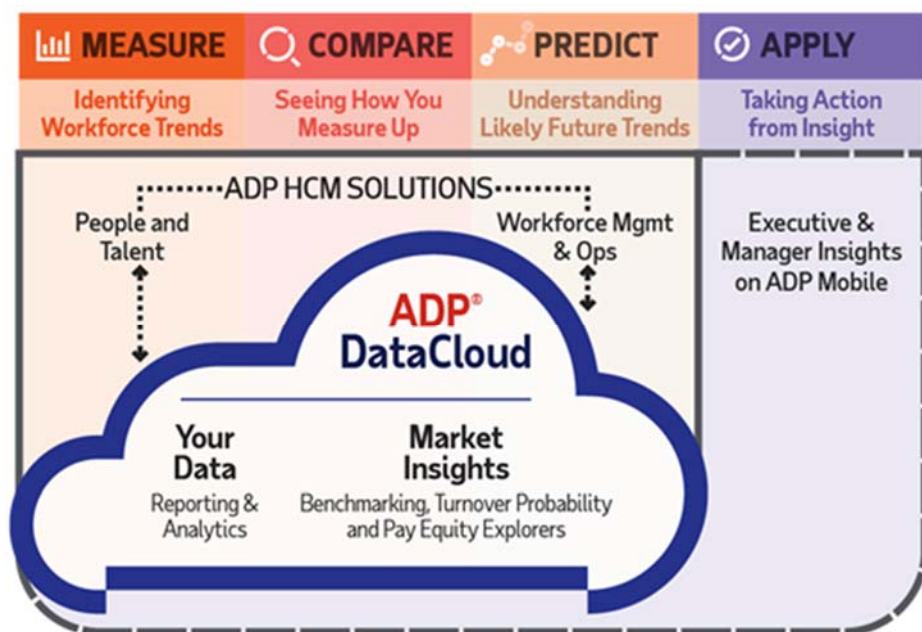 MEASURE
COMPARE
PREDICT
APPLY
Identifying
Workforce Trends
Seeing How You
Measure Up
Understanding
Likely Future Trends
Taking Action
from Insight
ADP HCM SOLUTIONS
People and
Talent
Workforce Mgmt
& Ops
Executive &
Manager Insights
on ADP Mobile
ADP®
DataCloud
Your
Data
Reporting &
Analytics
Market
Insights
Benchmarking, Turnover Probability
and Pay Equity Explorers